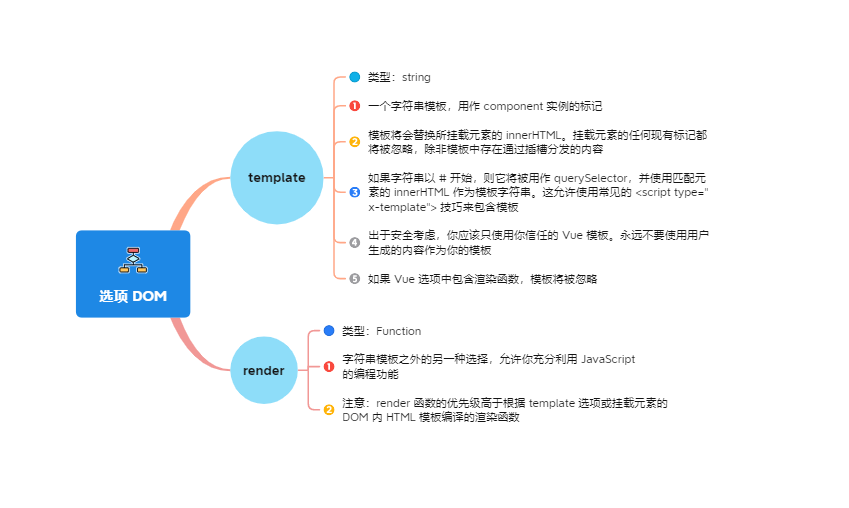 选项 DOM
template
类型：string
1 一个字符串模板，用作 component 实例的标记
2 模板将会替换所挂载元素的 innerHTML。挂载元素的任何现有标记都
将被忽略，除非模板中存在通过插槽分发的内容
3 如果字符串以 # 开始，则它将被用作 querySelector，并使用匹配元
素的 innerHTML 作为模板字符串。这允许使用常见的 <script type="
x-template"> 技巧来包含模板
4 出于安全考虑，你应该只使用你信任的 Vue 模板。永远不要使用用户
生成的内容作为你的模板
5 如果 Vue 选项中包含渲染函数，模板将被忽略
render
类型：Function
1 字符串模板之外的另一种选择，允许你充分利用 JavaScript
的编程功能
2 注意：render 函数的优先级高于根据 template 选项或挂载元素的
DOM 内 HTML 模板编译的渲染函数